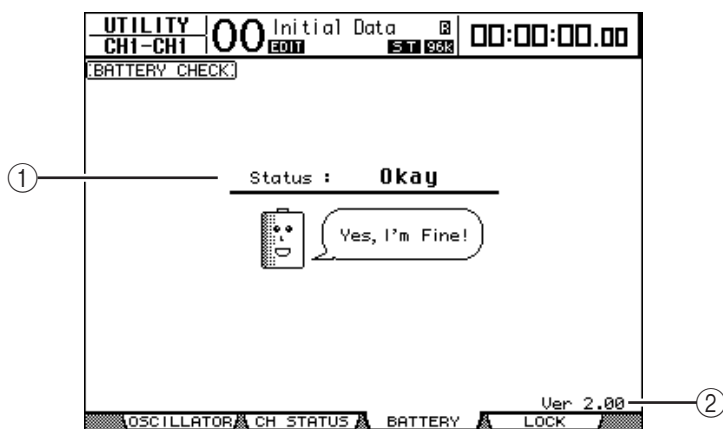 UTILITY 00 Initial Data R 00:00:00.00
CH1-CH1 EDIT ST 96k
BATTERY CHECK
① Status : Okay
Yes, I'm Fine!
Ver 2.00 ②
OSCILLATOR CH STATUS BATTERY LOCK